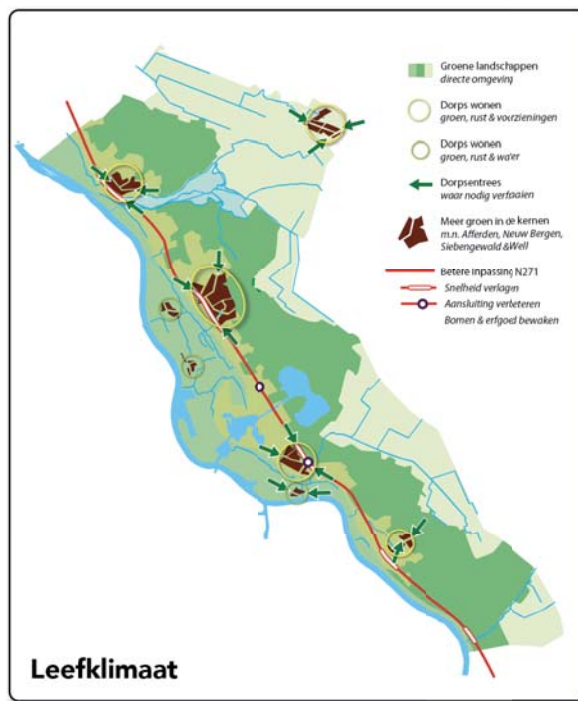 Groene landschappen
directe omgeving
Dorps wonen
groen, rust & voorzieningen
Dorps wonen
groen, rust & water
Dorpsentrees
waar nodig verfraaien
Meer groen in de kernen
m.n. Afferden, Nieuw Bergen,
Siebengewald & Well
Betere inpassing N271
Snelheid verlagen
Aansluiting verbeteren
Bomen & erfgoed bewaken
Leefklimaat